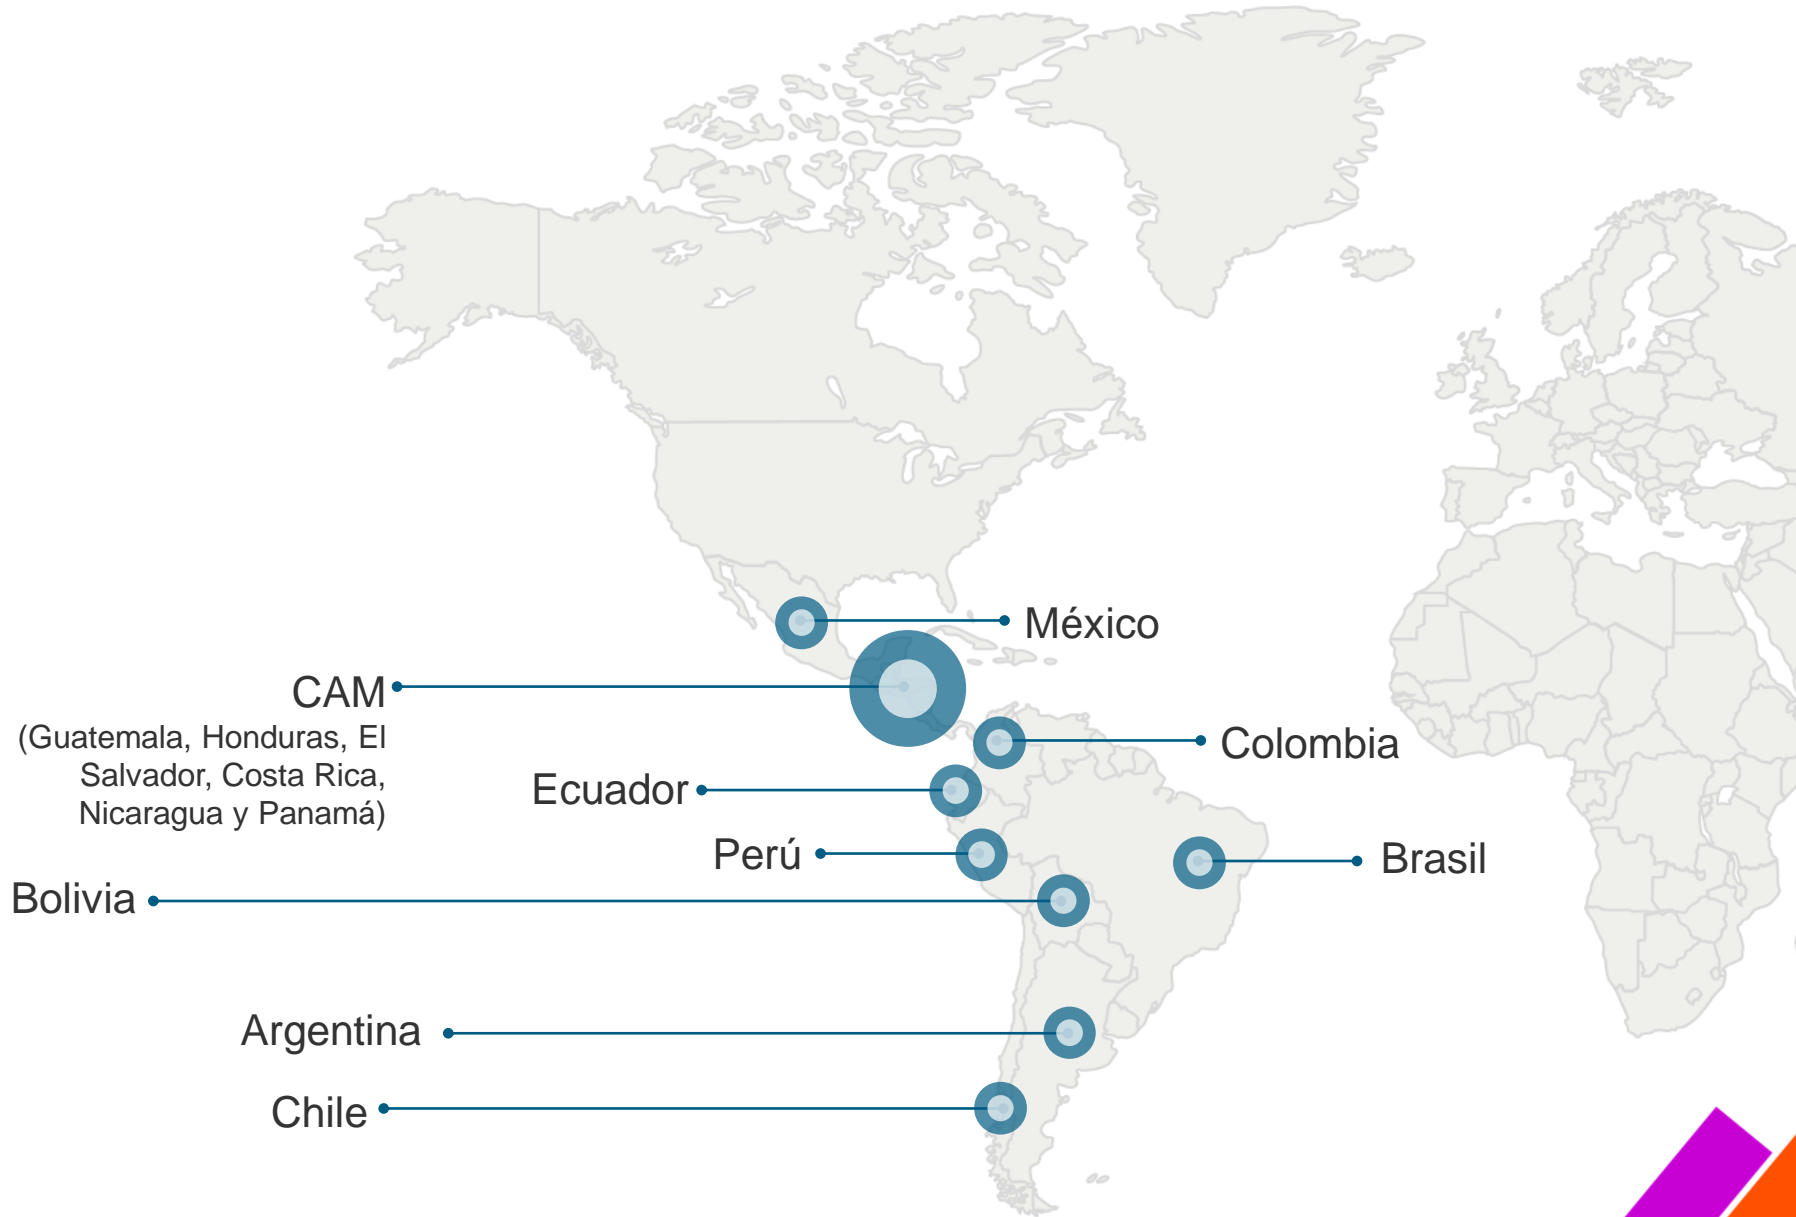 México
CAM
(Guatemala, Honduras, El
Salvador, Costa Rica,
Nicaragua y Panamá)
Colombia
Ecuador
Perú
Brasil
Bolivia
Argentina
Chile